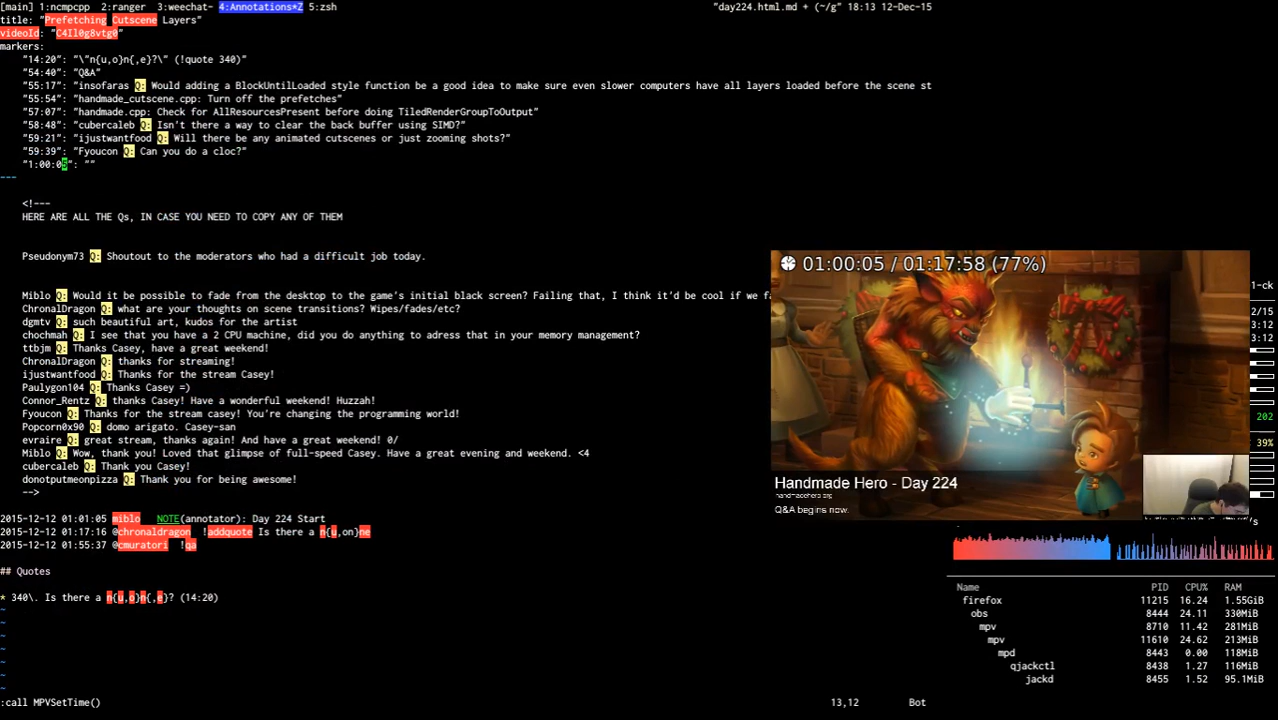 [main] 1:ncmpcpp 2:ranger 3:weechat- 4:Annotations*Z 5:zsh "day224.html.md + (~/g" 18:13 12-Dec-15
title: "Prefetching Cutscene Layers"
videoId: "C4Il0g8vtg0"
markers:
"14:20": "\"n{u,o}n{,e}?\" (!quote 340)"
"54:40": "Q&A"
"55:17": "insofaras Q: Would adding a BlockUntilLoaded style function be a good idea to make sure even slower computers have all layers loaded before the scene st
"55:54": "handmade_cutscene.cpp: Turn off the prefetches"
"57:07": "handmade.cpp: Check for AllResourcesPresent before doing TiledRenderGroupToOutput"
"58:48": "cubercaleb Q: Isn't there a way to clear the back buffer using SIMD?"
"59:21": "ijustwantfood Q: Will there be any animated cutscenes or just zooming shots?"
"59:39": "Fyoucon Q: Can you do a cloc?"
"1:00:05": ""
---
<!---
HERE ARE ALL THE Qs, IN CASE YOU NEED TO COPY ANY OF THEM
Pseudonym73 Q: Shoutout to the moderators who had a difficult job today.
Miblo Q: Would it be possible to fade from the desktop to the game's initial black screen? Failing that, I think it'd be cool if we fa
ChronalDragon Q: what are your thoughts on scene transitions? Wipes/fades/etc?
dgmtv Q: such beautiful art, kudos for the artist
chochmah Q: I see that you have a 2 CPU machine, did you do anything to adress that in your memory management?
ttbjm Q: Thanks Casey, have a great weekend!
ChronalDragon Q: thanks for streaming!
ijustwantfood Q: Thanks for the stream Casey!
Paulygon104 Q: Thanks Casey =)
Connor_Rentz Q: thanks Casey! Have a wonderful weekend! Huzzah!
Fyoucon Q: Thanks for the stream casey! You're changing the programming world!
Popcorn0x90 Q: domo arigato. Casey-san
evraire Q: great stream, thanks again! And have a great weekend! 0/
Miblo Q: Wow, thank you! Loved that glimpse of full-speed Casey. Have a great evening and weekend. <4
cubercaleb Q: Thank you Casey!
donotputmeonpizza Q: Thank you for being awesome!
-->
2015-12-12 01:01:05 miblo NOTE(annotator): Day 224 Start
2015-12-12 01:17:16 @chronaldragon !addquote Is there a n{u,on}ne
2015-12-12 01:55:37 @cmuratori !qa
## Quotes
* 340\. Is there a n{u,o}n{,e}? (14:20)
~
~
~
~
~
~
~
:call MPVSetTime() 13,12 Bot
01:00:05 / 01:17:58 (77%)
Handmade Hero - Day 224
handmadehero.org
Q&A begins now.
1-ck
2/15
3:12
3:12
202
39%
Name PID CPU% RAM
firefox 11215 16.24 1.55GiB
obs 8444 24.11 330MiB
mpv 8710 11.42 281MiB
mpv 11610 24.62 213MiB
mpd 8443 0.00 118MiB
qjackctl 8438 1.27 116MiB
jackd 8455 1.52 95.1MiB